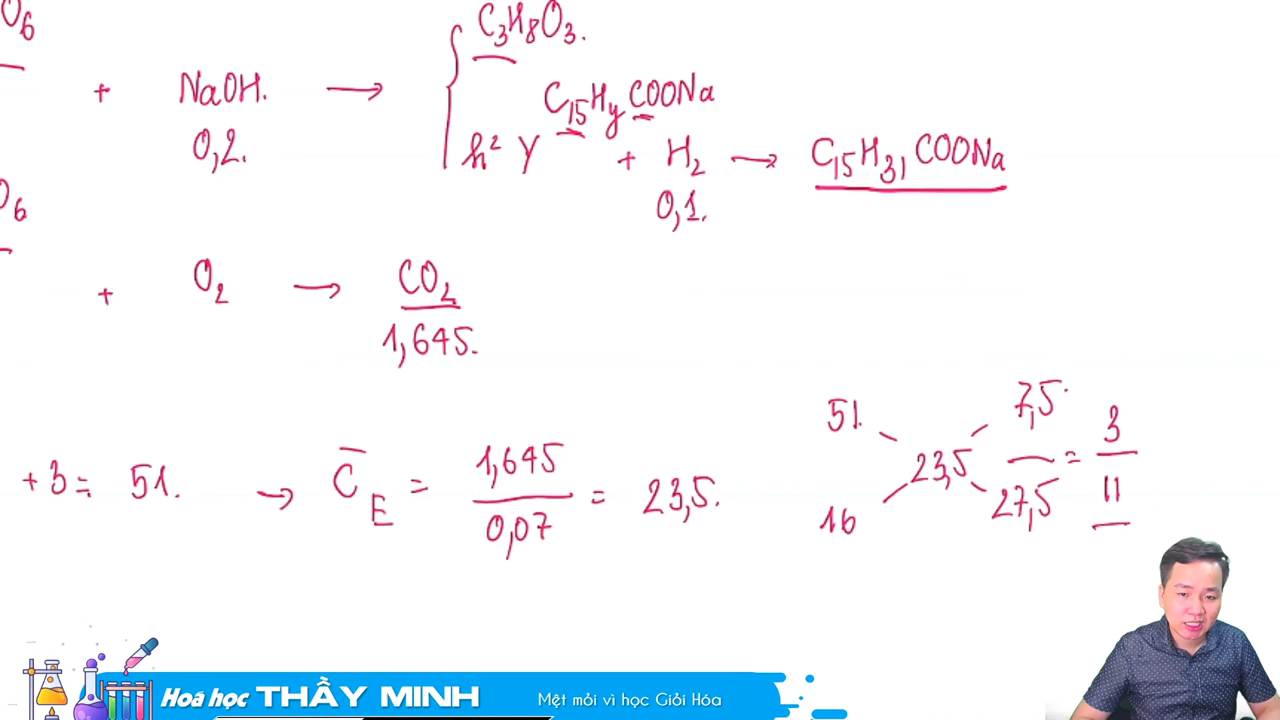 O₆
C₃H₈O₃.
+ NaOH. → C₁₅HyCOONa
0,2. h² Y + H₂ → C₁₅H₃₁COONa
0,1.
O₆
+ O₂ → CO₂
1,645.
+3 = 51. → C̄E = 1,645 / 0,07 = 23,5.
51. 7,5.
23,5 = 3 / 11
16 27,5
Hoá học THẦY MINH
Mệt mỏi vì học Giỏi Hóa